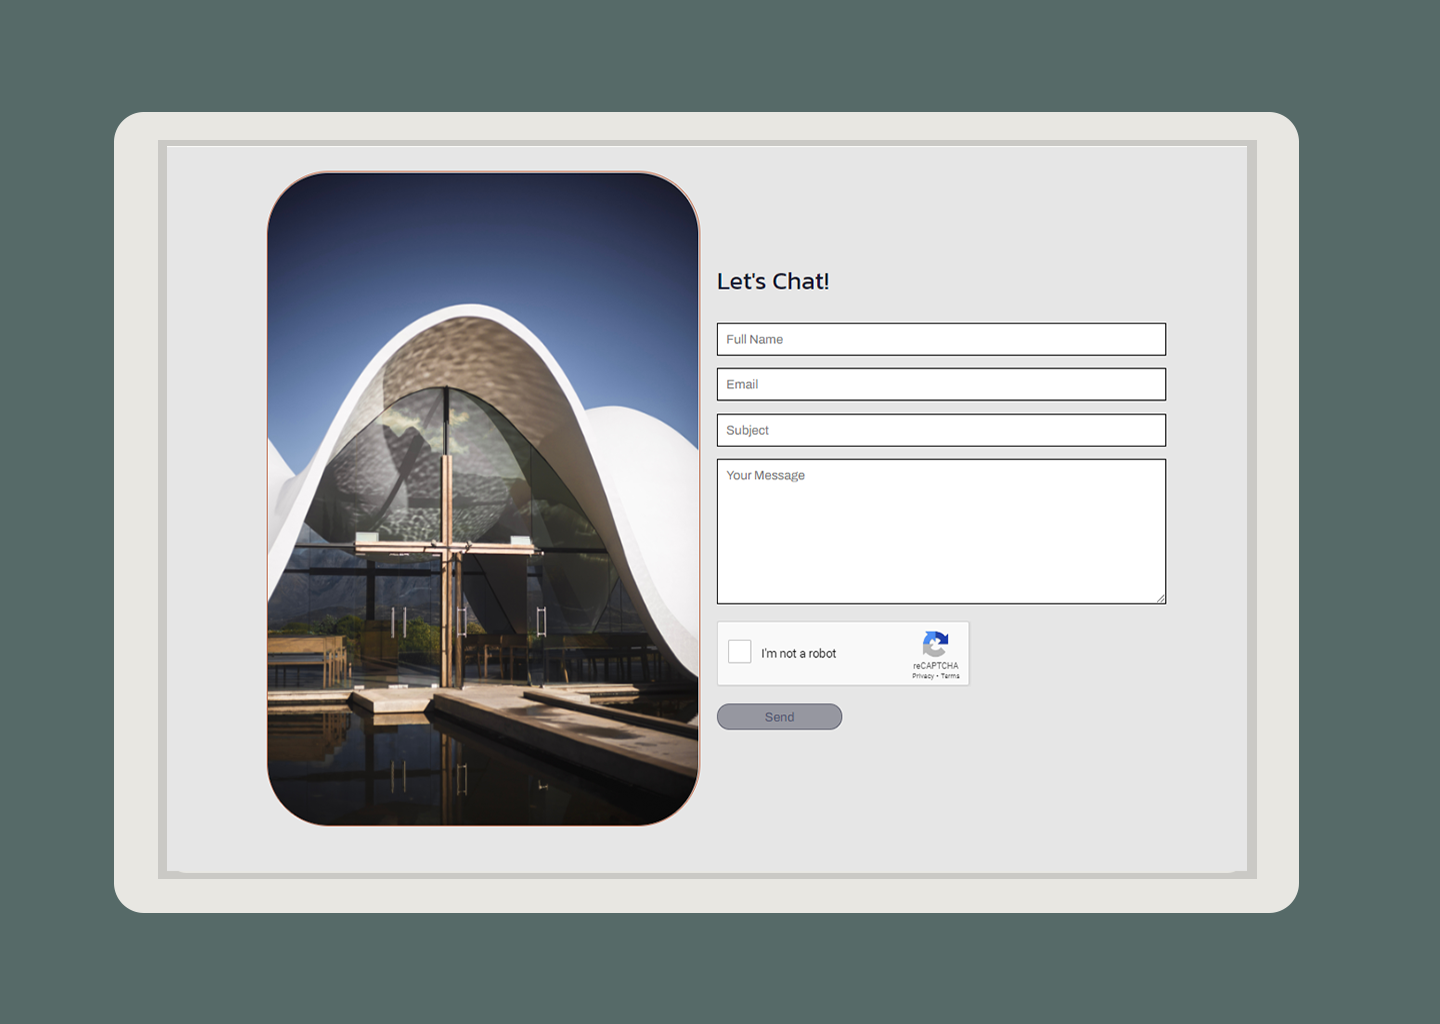 Let's Chat!
Full Name
Email
Subject
Your Message
I'm not a robot
reCAPTCHA
Privacy • Terms
Send